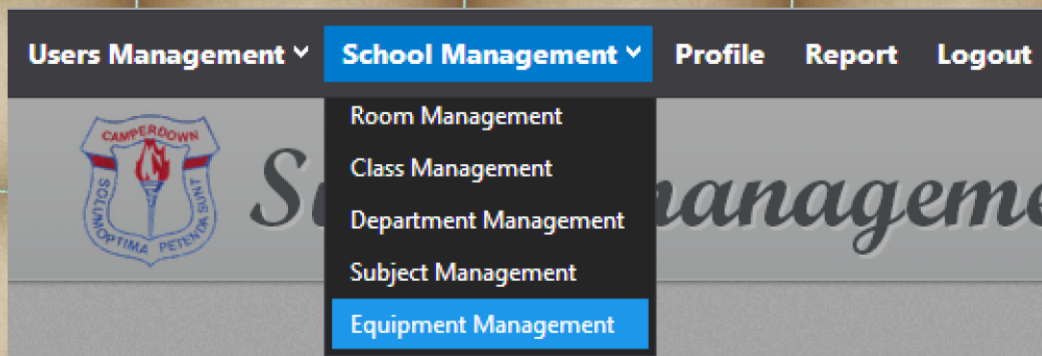 Users Management School Management Profile Report Logout
Room Management
Class Management
Department Management
Subject Management
Equipment Management
CAMPERDOWN
SOLUM OPTIMA PETENDA SUNT